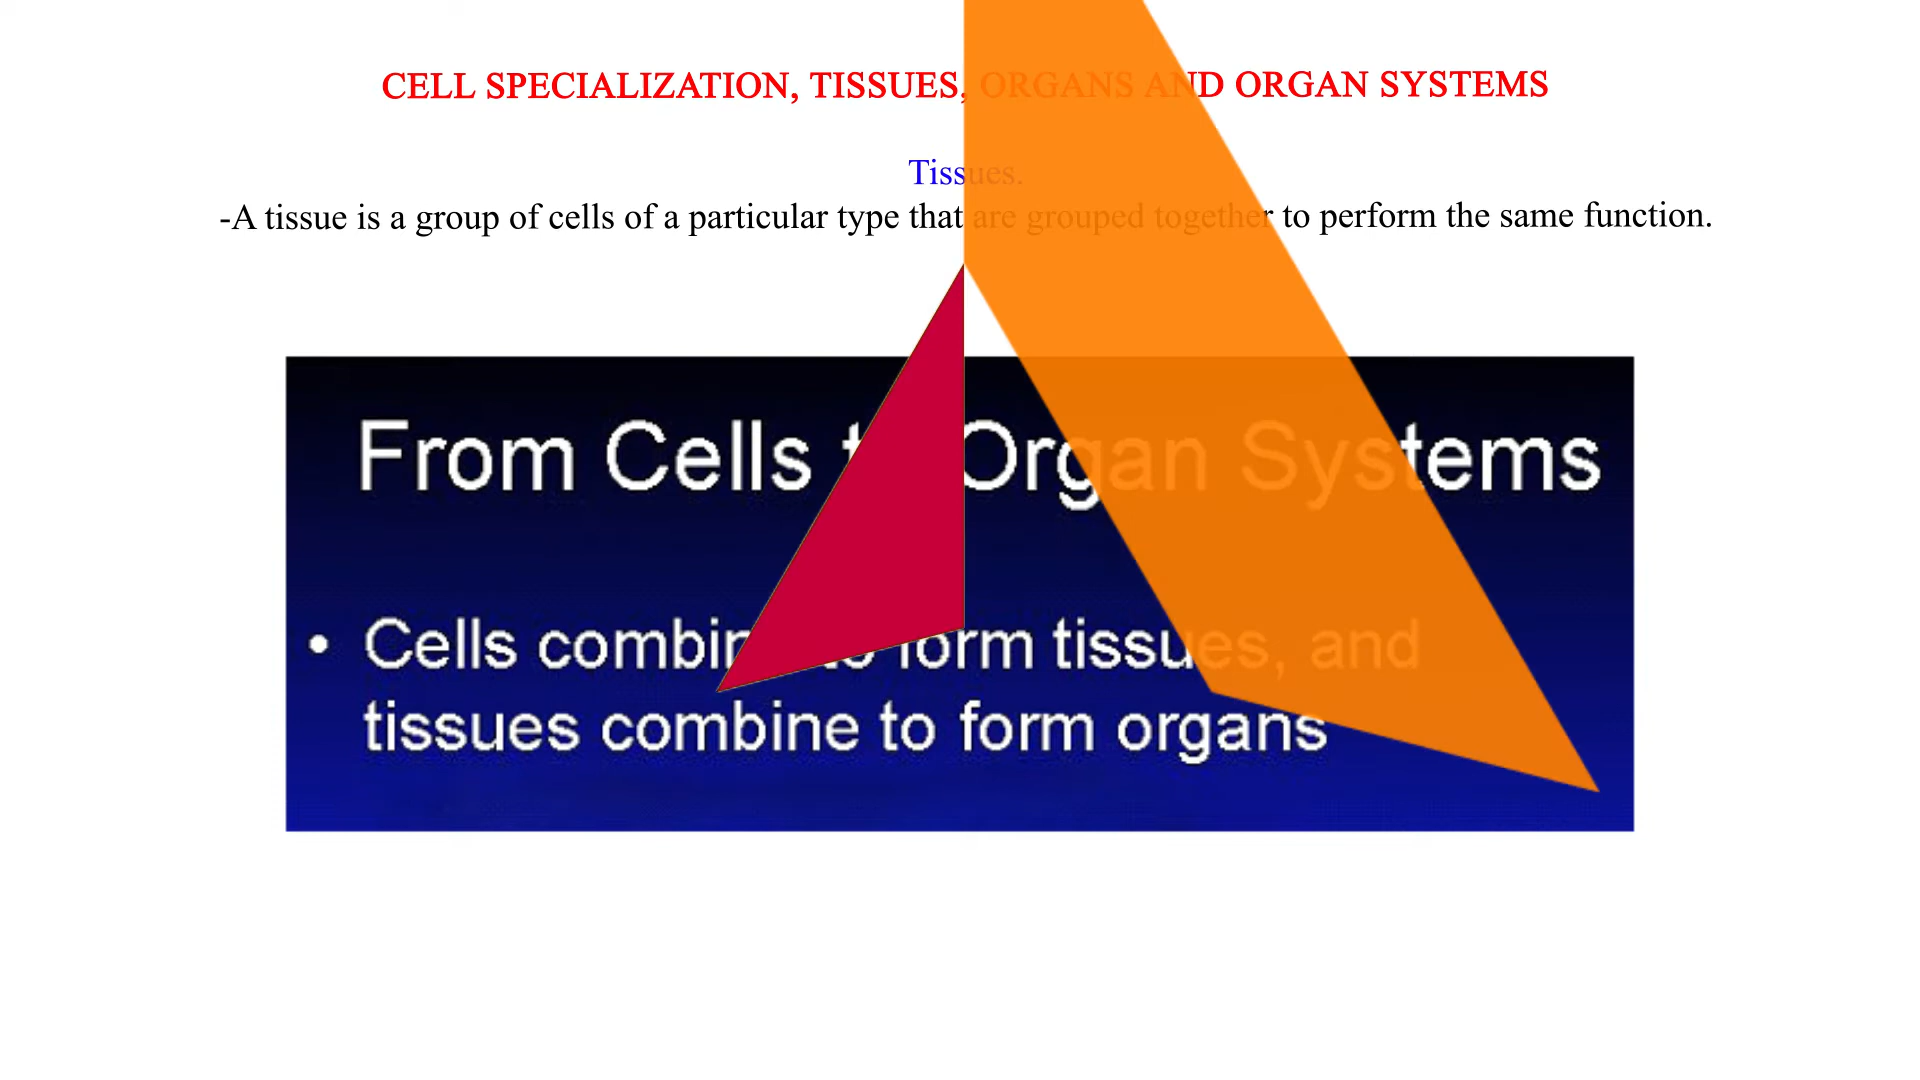 CELL SPECIALIZATION, TISSUES, ORGANS AND ORGAN SYSTEMS
Tissues.
-A tissue is a group of cells of a particular type that are grouped together to perform the same function.
From Cells Organ Systems
• Cells combine to form tissues, and
tissues combine to form organs